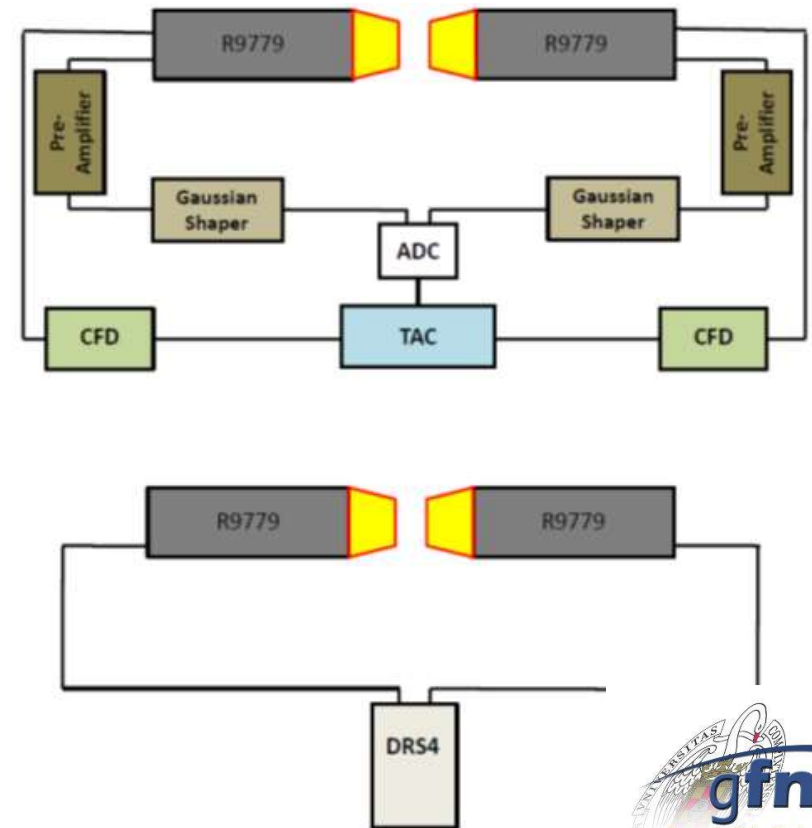 R9779
R9779
Pre-
Amplifier
Pre-
Amplifier
Gaussian
Shaper
Gaussian
Shaper
ADC
CFD
TAC
CFD
R9779
R9779
DRS4
gfn